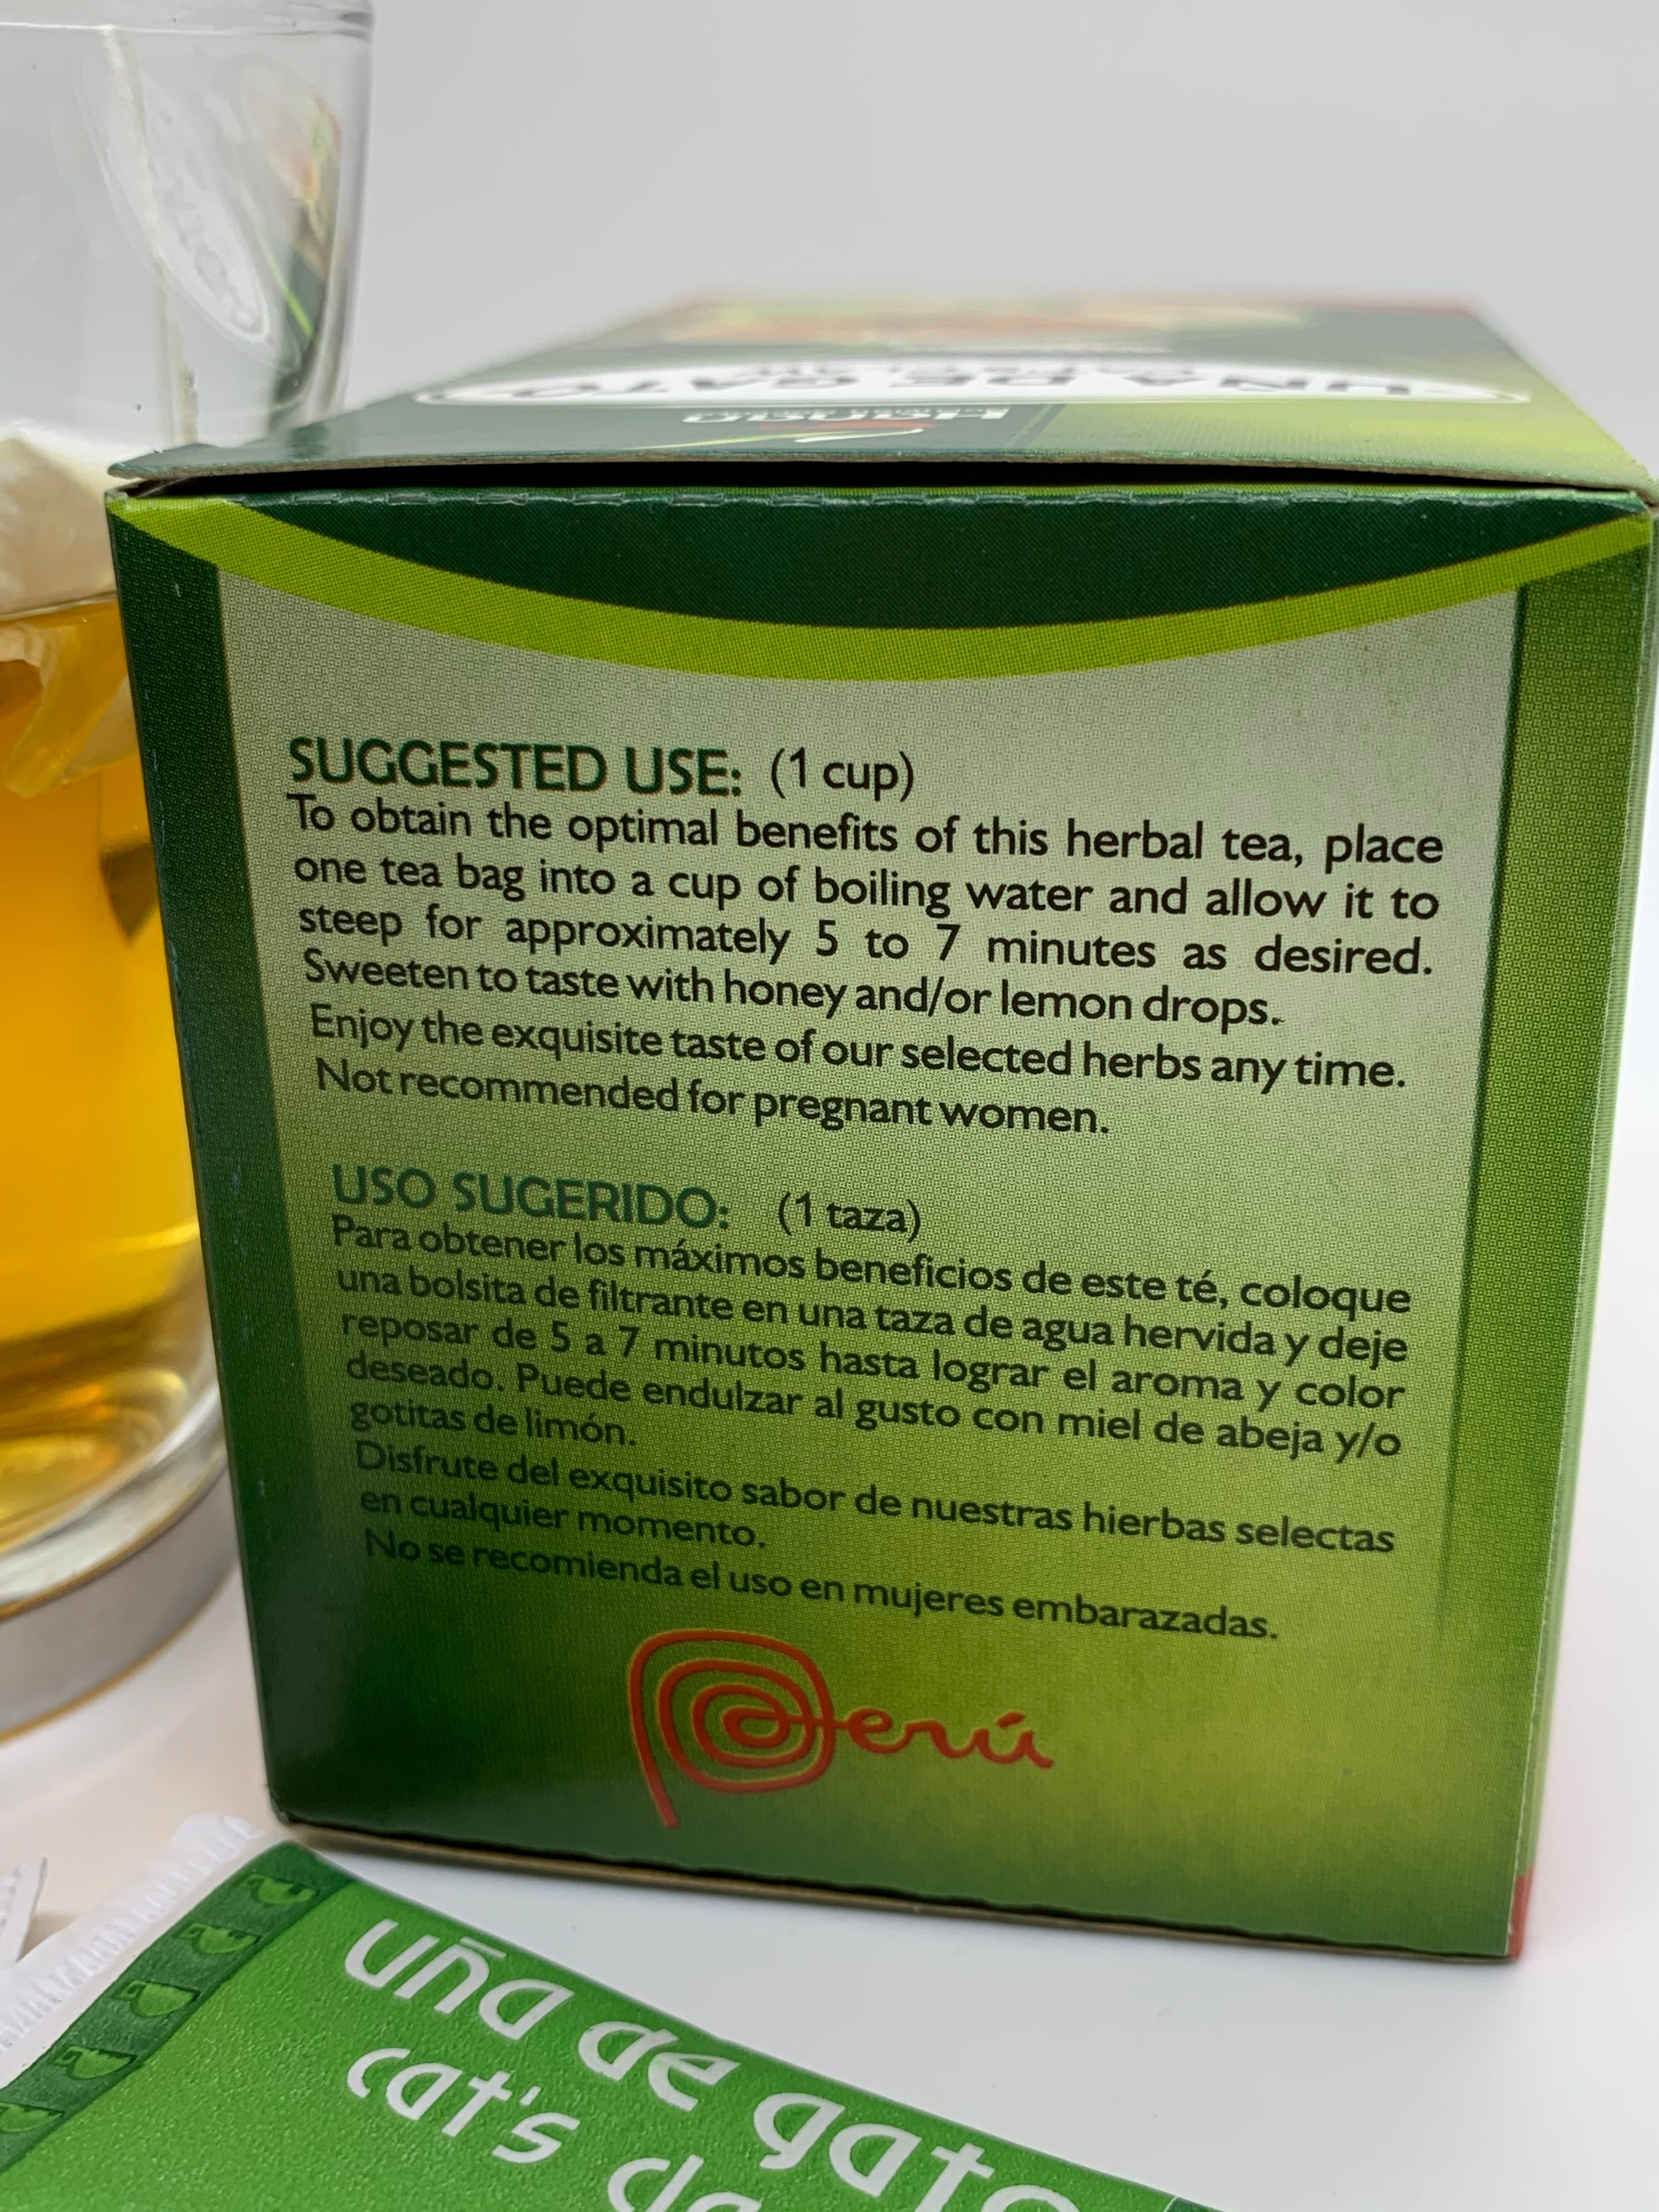 UÑA DE GATO
SUGGESTED USE: (1 cup)
To obtain the optimal benefits of this herbal tea, place
one tea bag into a cup of boiling water and allow it to
steep for approximately 5 to 7 minutes as desired.
Sweeten to taste with honey and/or lemon drops.
Enjoy the exquisite taste of our selected herbs any time.
Not recommended for pregnant women.
USO SUGERIDO: (1 taza)
Para obtener los máximos beneficios de este té, coloque
una bolsita de filtrante en una taza de agua hervida y deje
reposar de 5 a 7 minutos hasta lograr el aroma y color
deseado. Puede endulzar al gusto con miel de abeja y/o
gotitas de limón.
Disfrute del exquisito sabor de nuestras hierbas selectas
en cualquier momento.
No se recomienda el uso en mujeres embarazadas.
Perú
uña de gato
cat's